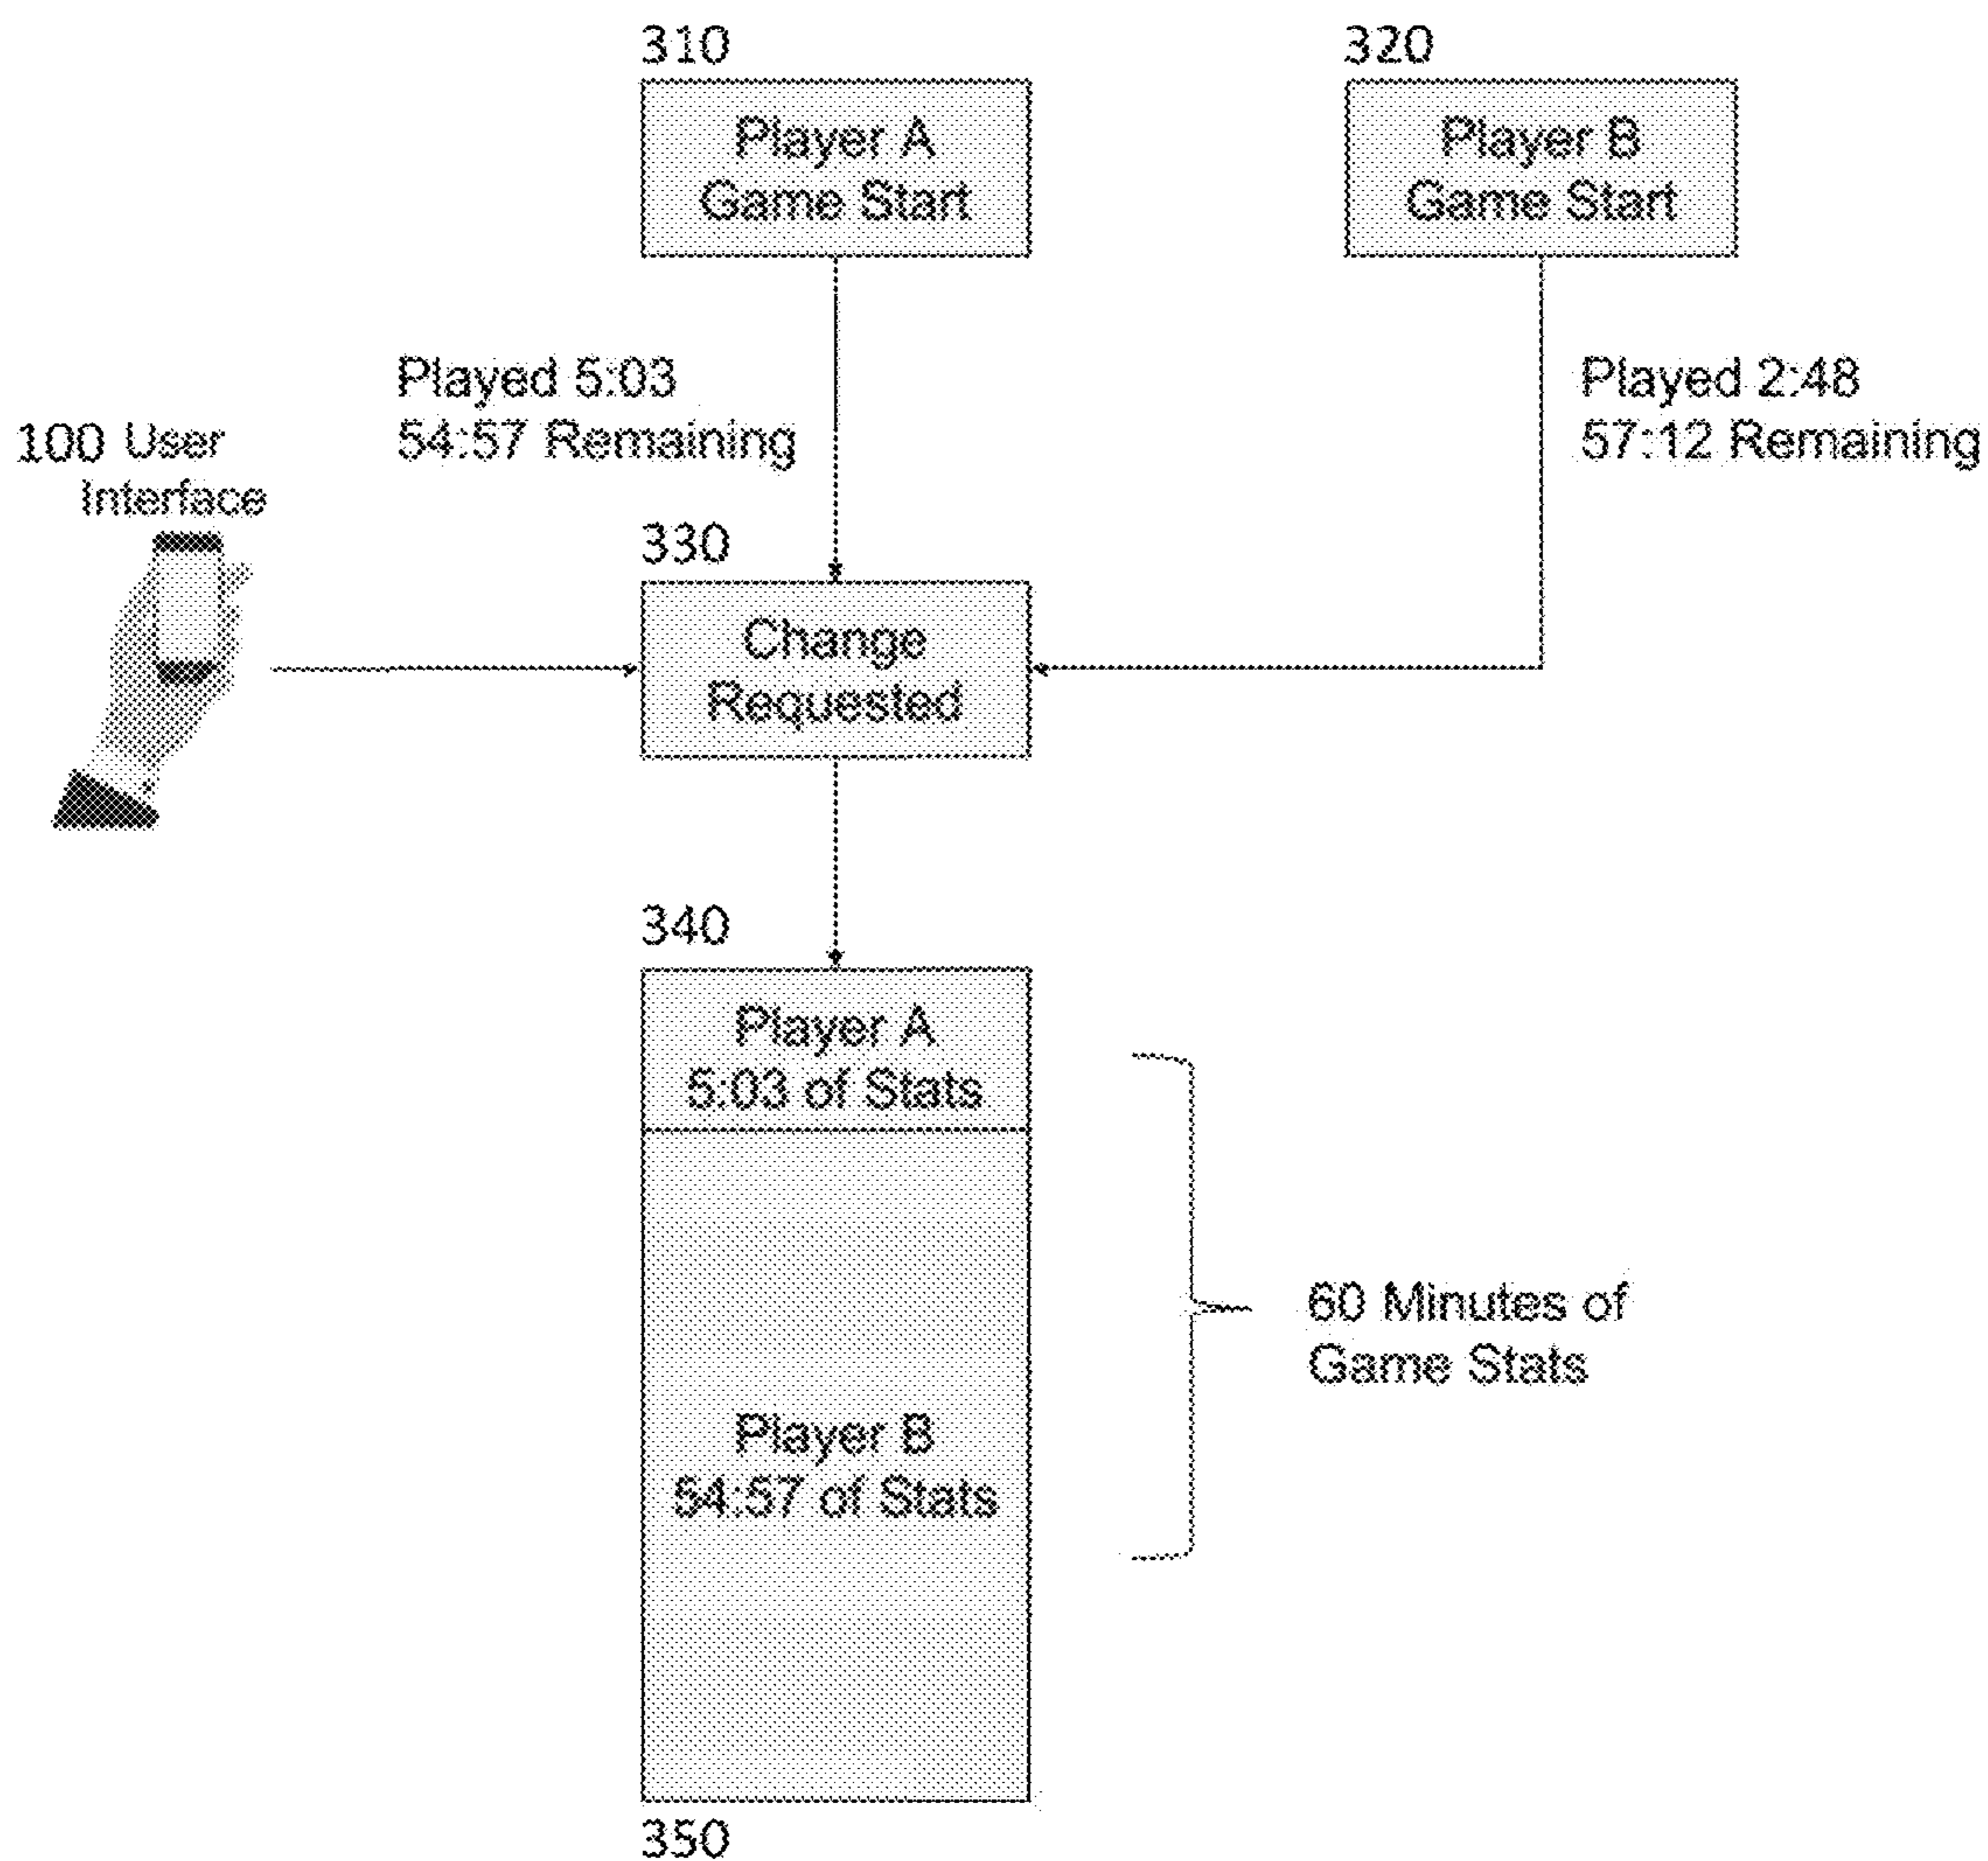 310
Player A
Game Start
320
Player B
Game Start
Played 5:03
54:57 Remaining
Played 2:48
57:12 Remaining
100 User
Interface
330
Change
Requested
340
Player A
5:03 of Stats
60 Minutes of
Game Stats
Player B
54:57 of Stats
350